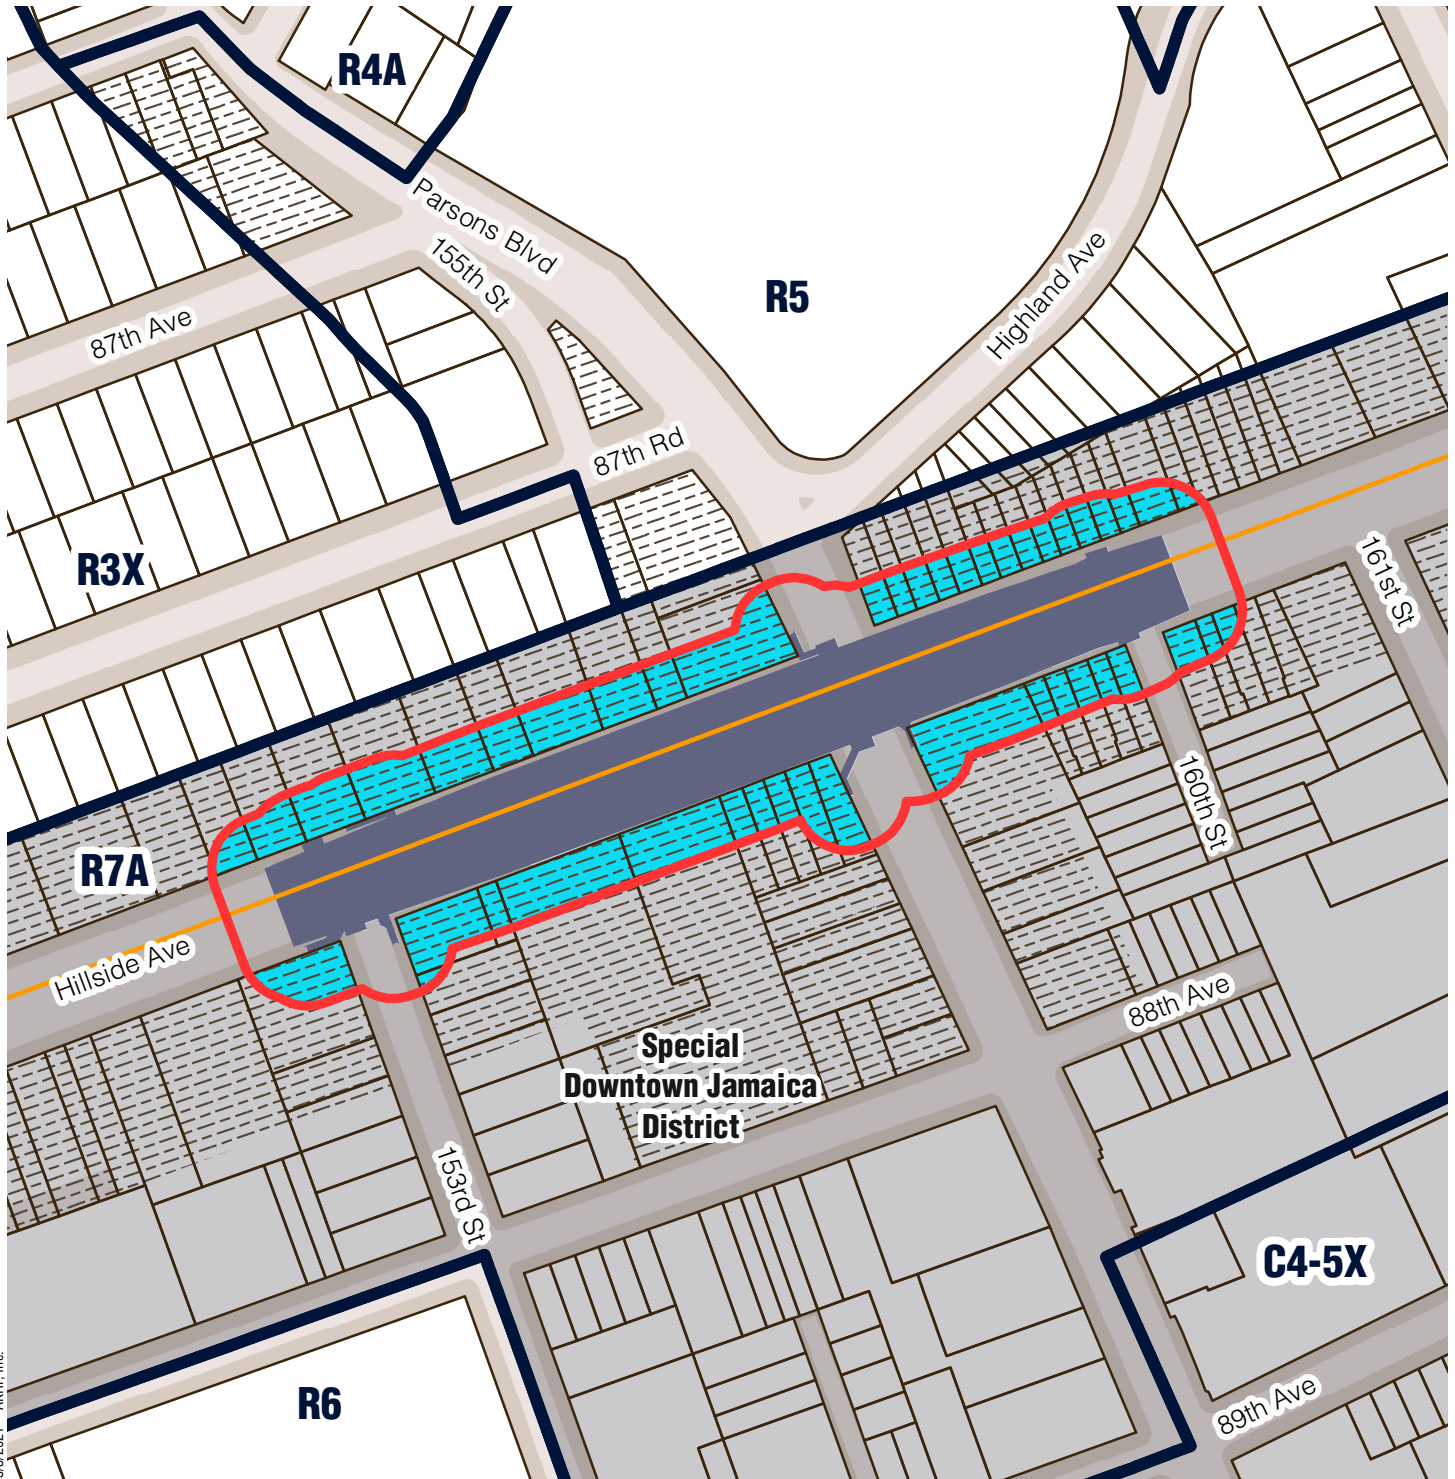 R4A
Parsons Blvd
155th St
R5
Highland Ave
87th Ave
87th Rd
R3X
161st St
160th St
R7A
Hillside Ave
88th Ave
Special
Downtown Jamaica
District
153rd St
C4-5X
R6
89th Ave